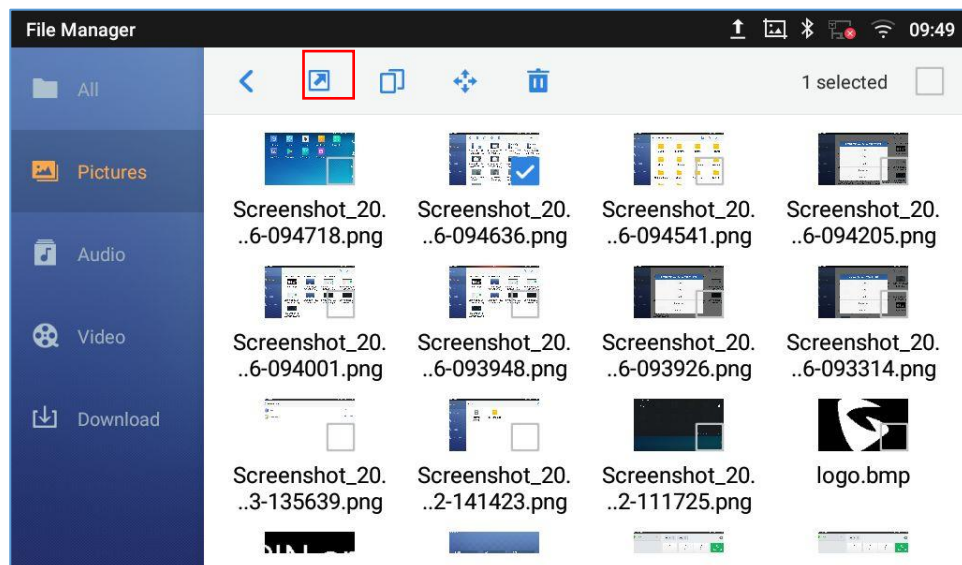 File Manager
09:49
All
1 selected
Pictures
Screenshot_20.
..6-094718.png
Screenshot_20.
..6-094636.png
Screenshot_20.
..6-094541.png
Screenshot_20.
..6-094205.png
Audio
Video
Screenshot_20.
..6-094001.png
Screenshot_20.
..6-093948.png
Screenshot_20.
..6-093926.png
Screenshot_20.
..6-093314.png
Download
Screenshot_20.
..3-135639.png
Screenshot_20.
..2-141423.png
Screenshot_20.
..2-111725.png
logo.bmp